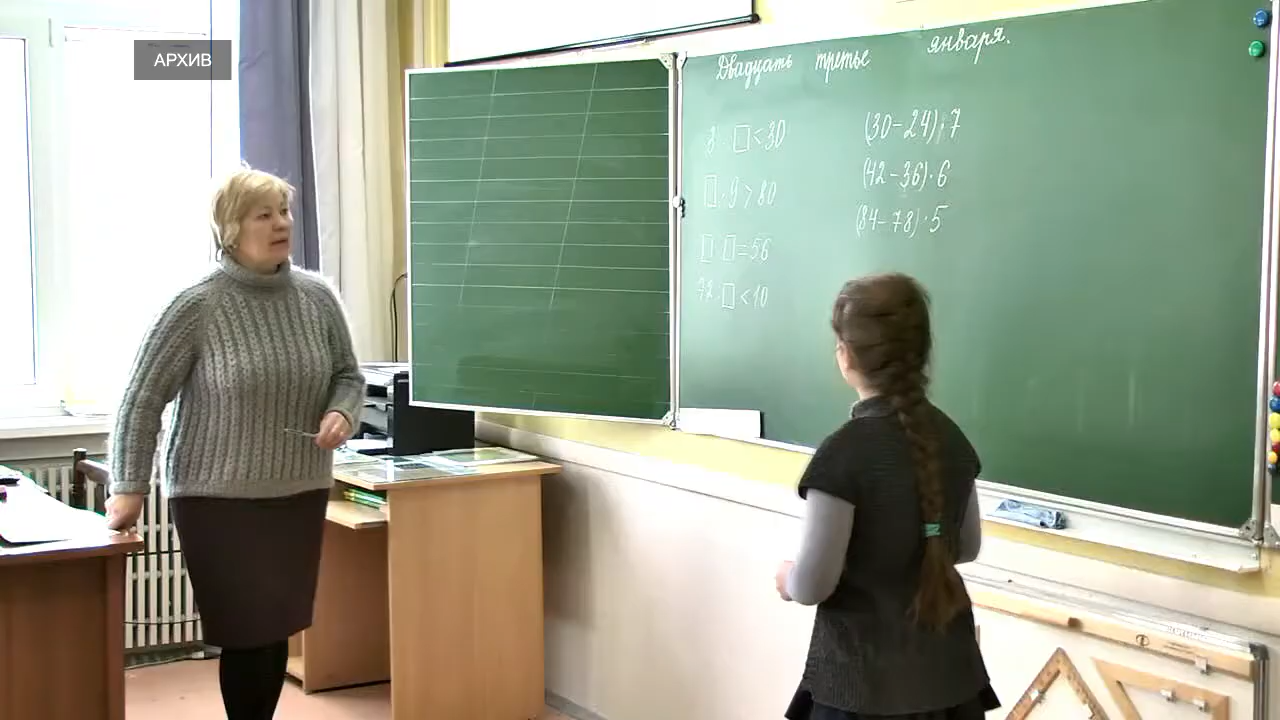 АРХИВ
Двадцать третье января.
3 · □ < 30
□ · 9 > 80
□ · □ = 56
72 : □ < 10
(30 - 24) · 7
(42 - 36) · 6
(84 - 78) · 5